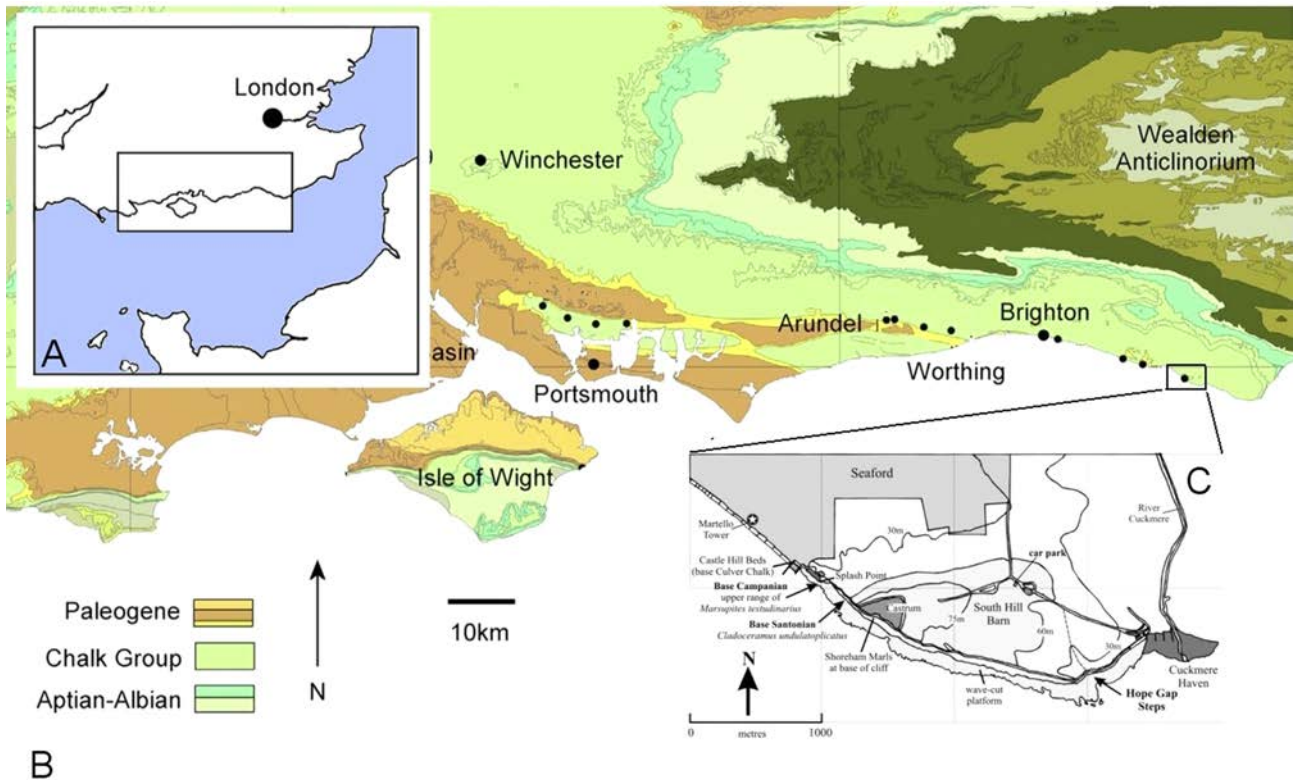 London
A
Winchester
Wealden
Anticlinorium
Brighton
Arundel
asin
Worthing
Portsmouth
Isle of Wight
Paleogene
Chalk Group
Aptian-Albian
N
10km
B
C
Seaford
River
Cuckmere
Martello
Tower
30m
car park
Castle Hill Beds
(base Culver Chalk)
Splash Point
Base Campanian
upper range of
Marsupites testudinarius
Castrum
South Hill
Barn
75m
60m
30m
Base Santonian
Cladoceramus undulatoplicatus
Shoreham Marls
at base of cliff
Cuckmere
Haven
wave-cut
platform
Hope Gap
Steps
N
0
1000
metres